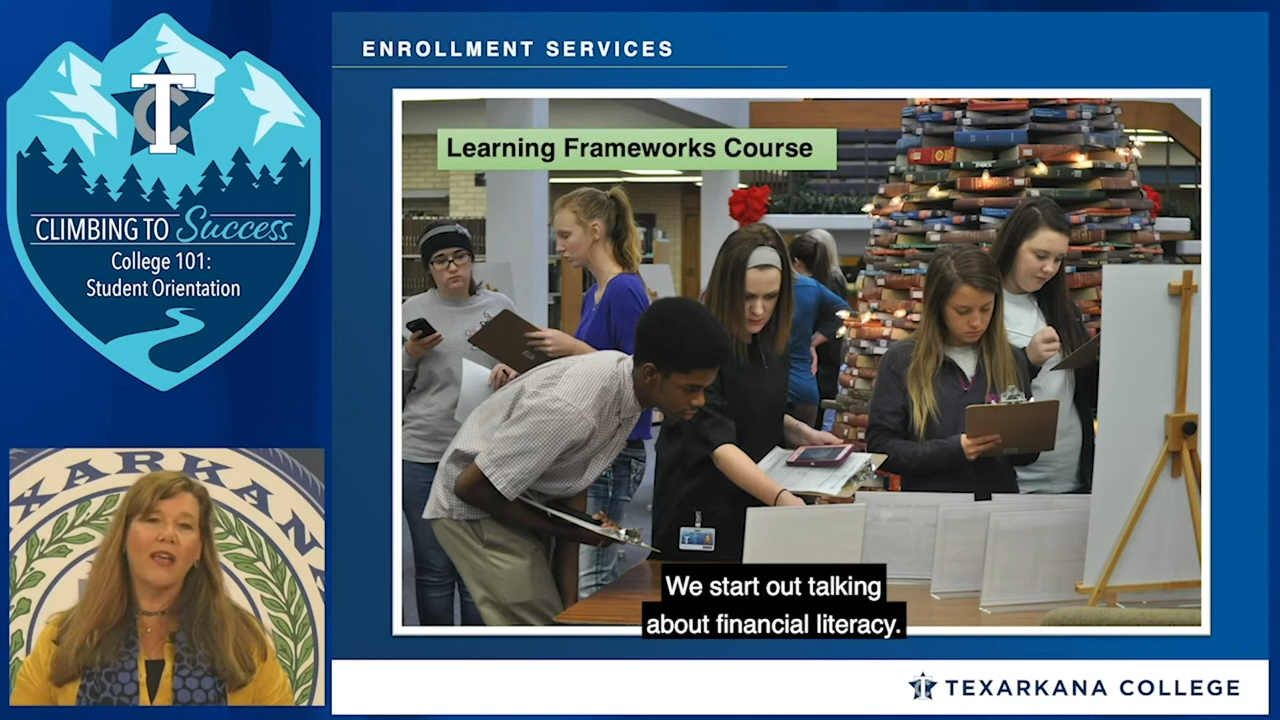 TC
CLIMBING TO Success
College 101:
Student Orientation
ENROLLMENT SERVICES
Learning Frameworks Course
We start out talking
about financial literacy.
TEXARKANA COLLEGE